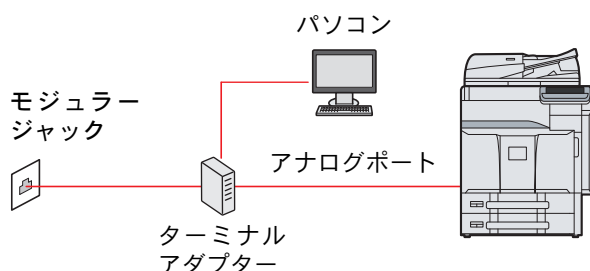 パソコン
モジュラー
ジャック
アナログポート
ターミナル
アダプター